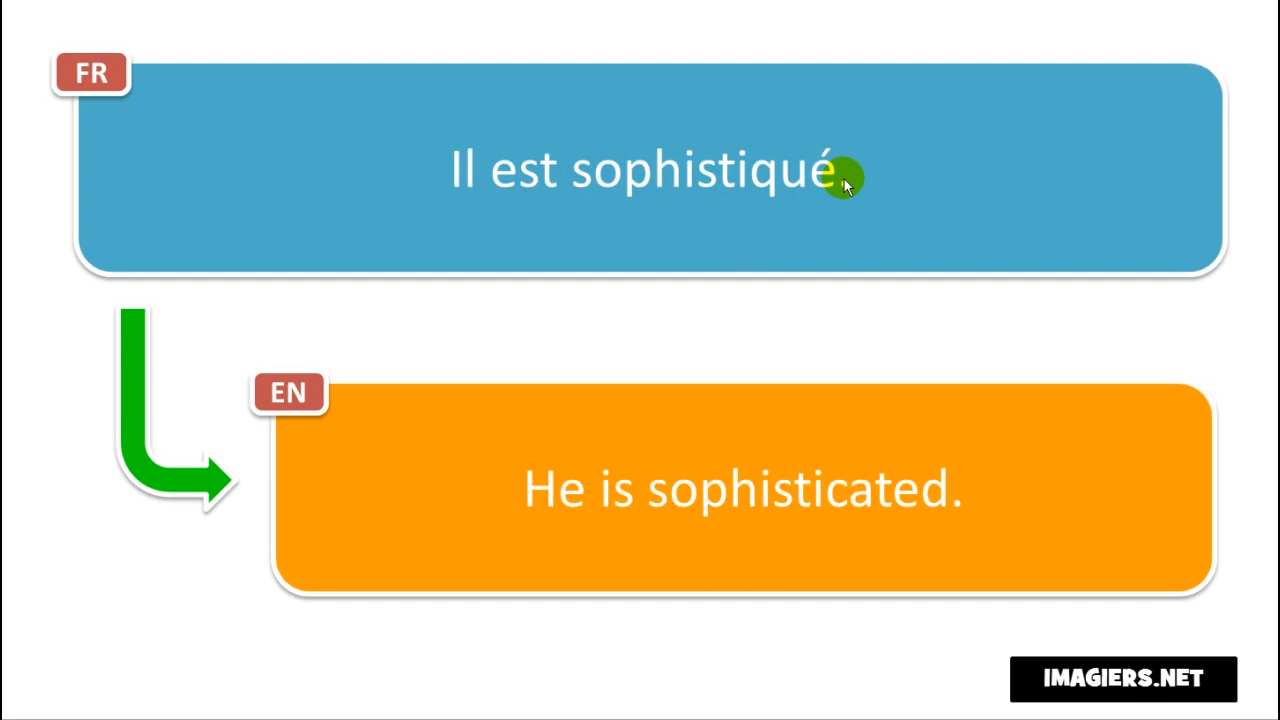 FR
Il est sophistiqué.
EN
He is sophisticated.
IMAGIERS.NET